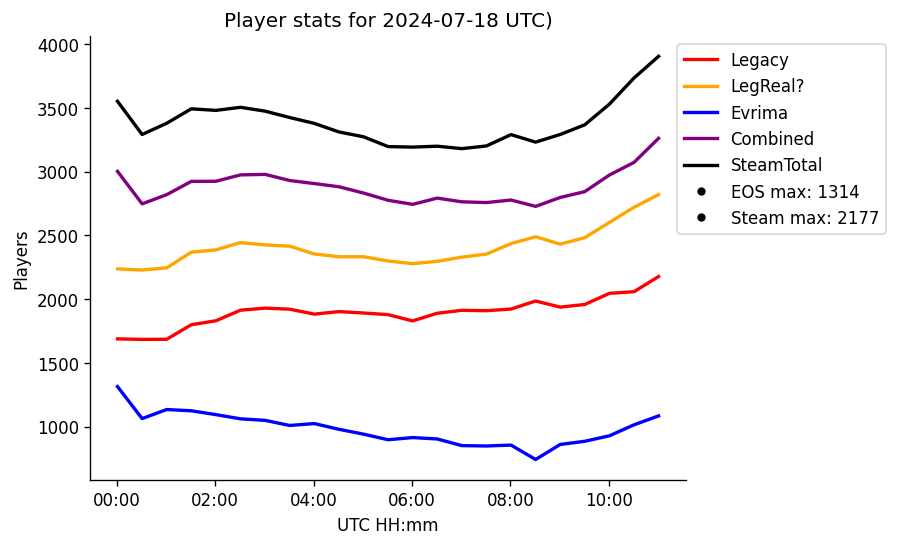 Player stats for 2024-07-18 UTC)
4000
3500
3000
2500
2000
1500
1000
Players
00:00 02:00 04:00 06:00 08:00 10:00
UTC HH:mm
Legacy
LegReal?
Evrima
Combined
SteamTotal
EOS max: 1314
Steam max: 2177